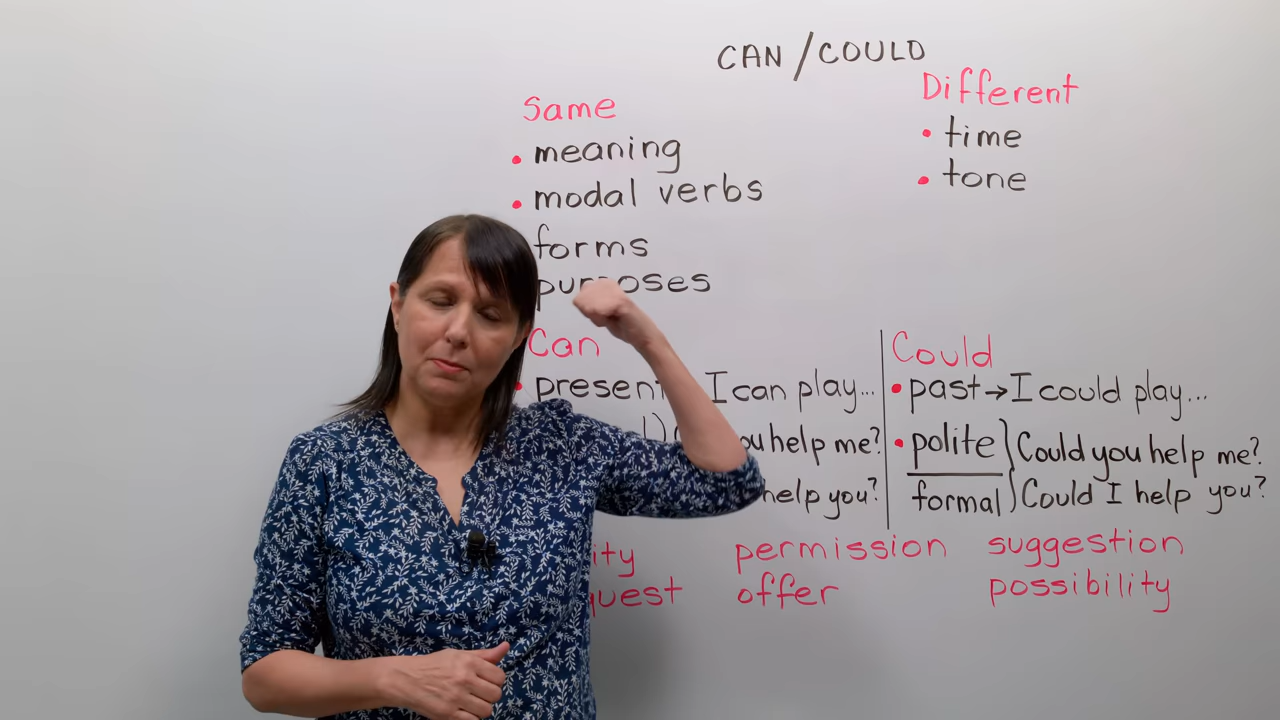 CAN / COULD
Same
• meaning
• modal verbs
forms
purposes
Different
• time
• tone
Can
• present I can play...
help me?
help you?
Could
• past → I could play...
• polite Could you help me?
formal Could I help you?
permission suggestion
offer possibility